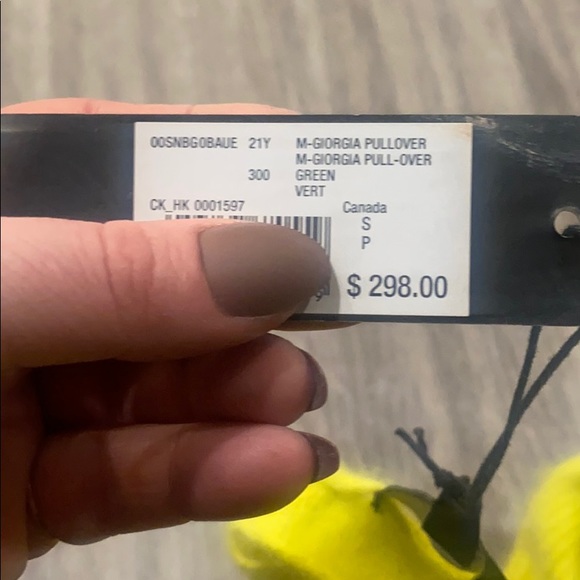 00SNBG0BAUE 21Y M-GIORGIA PULLOVER
M-GIORGIA PULL-OVER
300 GREEN
VERT
CK_HK 0001597 Canada
S
P
$ 298.00